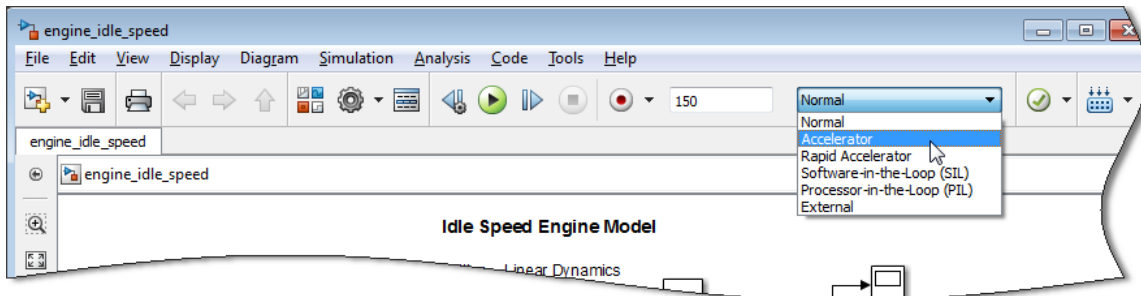 engine_idle_speed
File Edit View Display Diagram Simulation Analysis Code Tools Help
150 Normal
Normal
Accelerator
Rapid Accelerator
Software-in-the-Loop (SIL)
Processor-in-the-Loop (PIL)
External
engine_idle_speed
engine_idle_speed
Idle Speed Engine Model
Linear Dynamics